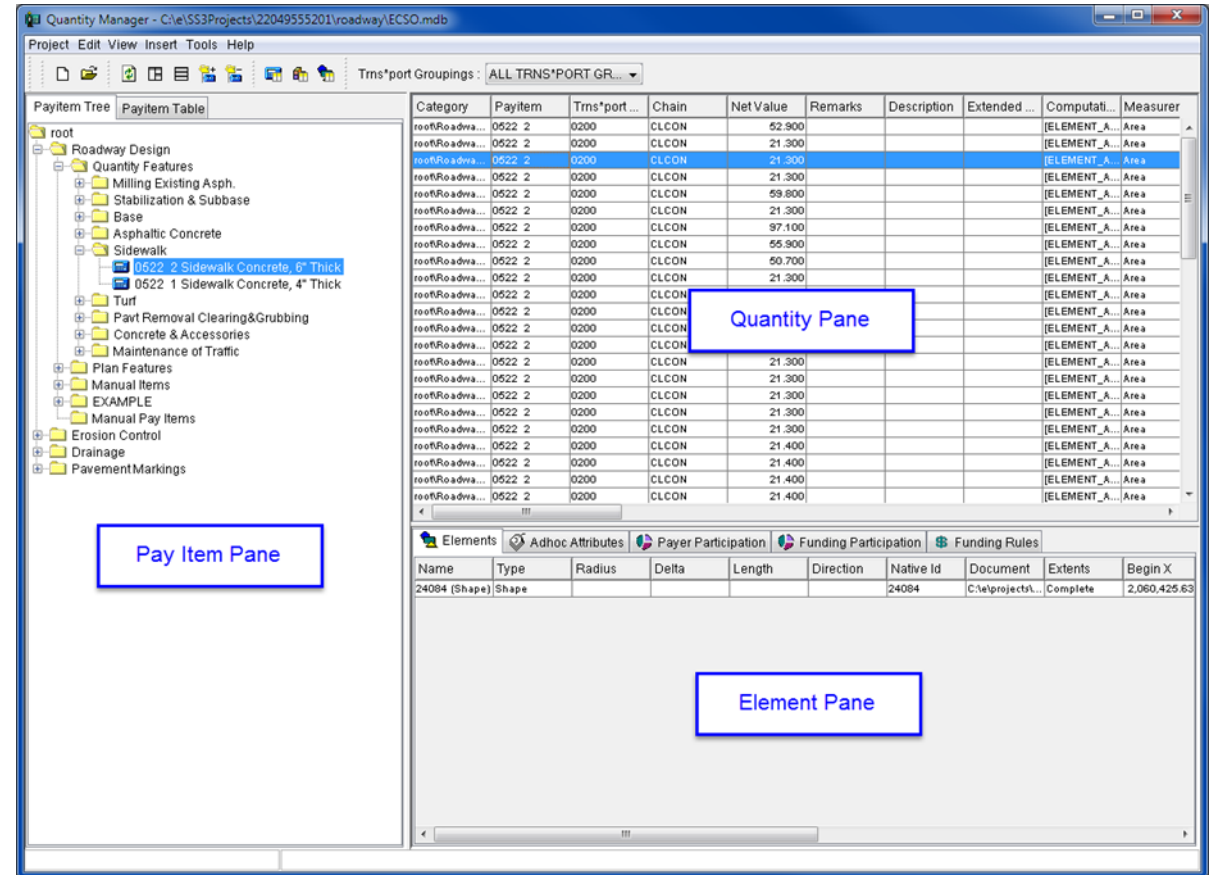 Quantity Manager - C:\e\SS3Projects\22049555201\roadway\ECSO.mdb
Project Edit View Insert Tools Help
Trns*port Groupings : ALL TRNS*PORT GR...
Payitem Tree Payitem Table
root
Roadway Design
Quantity Features
Milling Existing Asph.
Stabilization & Subbase
Base
Asphaltic Concrete
Sidewalk
0522 2 Sidewalk Concrete, 6" Thick
0522 1 Sidewalk Concrete, 4" Thick
Turf
Pavt Removal Clearing&Grubbing
Concrete & Accessories
Maintenance of Traffic
Plan Features
Manual Items
EXAMPLE
Manual Pay Items
Erosion Control
Drainage
Pavement Markings
Pay Item Pane
Category Payitem Trns*port ... Chain Net Value Remarks Description Extended ... Computati... Measurer
root\Roadwa... 0522 2 0200 CLCON 52.900 [ELEMENT_A... Area
root\Roadwa... 0522 2 0200 CLCON 21.300 [ELEMENT_A... Area
root\Roadwa... 0522 2 0200 CLCON 21.300 [ELEMENT_A... Area
root\Roadwa... 0522 2 0200 CLCON 21.300 [ELEMENT_A... Area
root\Roadwa... 0522 2 0200 CLCON 59.800 [ELEMENT_A... Area
root\Roadwa... 0522 2 0200 CLCON 21.300 [ELEMENT_A... Area
root\Roadwa... 0522 2 0200 CLCON 97.100 [ELEMENT_A... Area
root\Roadwa... 0522 2 0200 CLCON 55.900 [ELEMENT_A... Area
root\Roadwa... 0522 2 0200 CLCON 50.700 [ELEMENT_A... Area
root\Roadwa... 0522 2 0200 CLCON 21.300 [ELEMENT_A... Area
root\Roadwa... 0522 2 0200 CLCON [ELEMENT_A... Area
root\Roadwa... 0522 2 0200 CLCON [ELEMENT_A... Area
root\Roadwa... 0522 2 0200 CLCON [ELEMENT_A... Area
root\Roadwa... 0522 2 0200 CLCON [ELEMENT_A... Area
Quantity Pane
root\Roadwa... 0522 2 0200 CLCON 21.300 [ELEMENT_A... Area
root\Roadwa... 0522 2 0200 CLCON 21.300 [ELEMENT_A... Area
root\Roadwa... 0522 2 0200 CLCON 21.300 [ELEMENT_A... Area
root\Roadwa... 0522 2 0200 CLCON 21.300 [ELEMENT_A... Area
root\Roadwa... 0522 2 0200 CLCON 21.300 [ELEMENT_A... Area
root\Roadwa... 0522 2 0200 CLCON 21.400 [ELEMENT_A... Area
root\Roadwa... 0522 2 0200 CLCON 21.400 [ELEMENT_A... Area
root\Roadwa... 0522 2 0200 CLCON 21.400 [ELEMENT_A... Area
root\Roadwa... 0522 2 0200 CLCON 21.400 [ELEMENT_A... Area
Elements Adhoc Attributes Payer Participation Funding Participation Funding Rules
Name Type Radius Delta Length Direction Native Id Document Extents Begin X
24084 (Shape) Shape 24084 C:\e\projects\... Complete 2,060,425.63
Element Pane